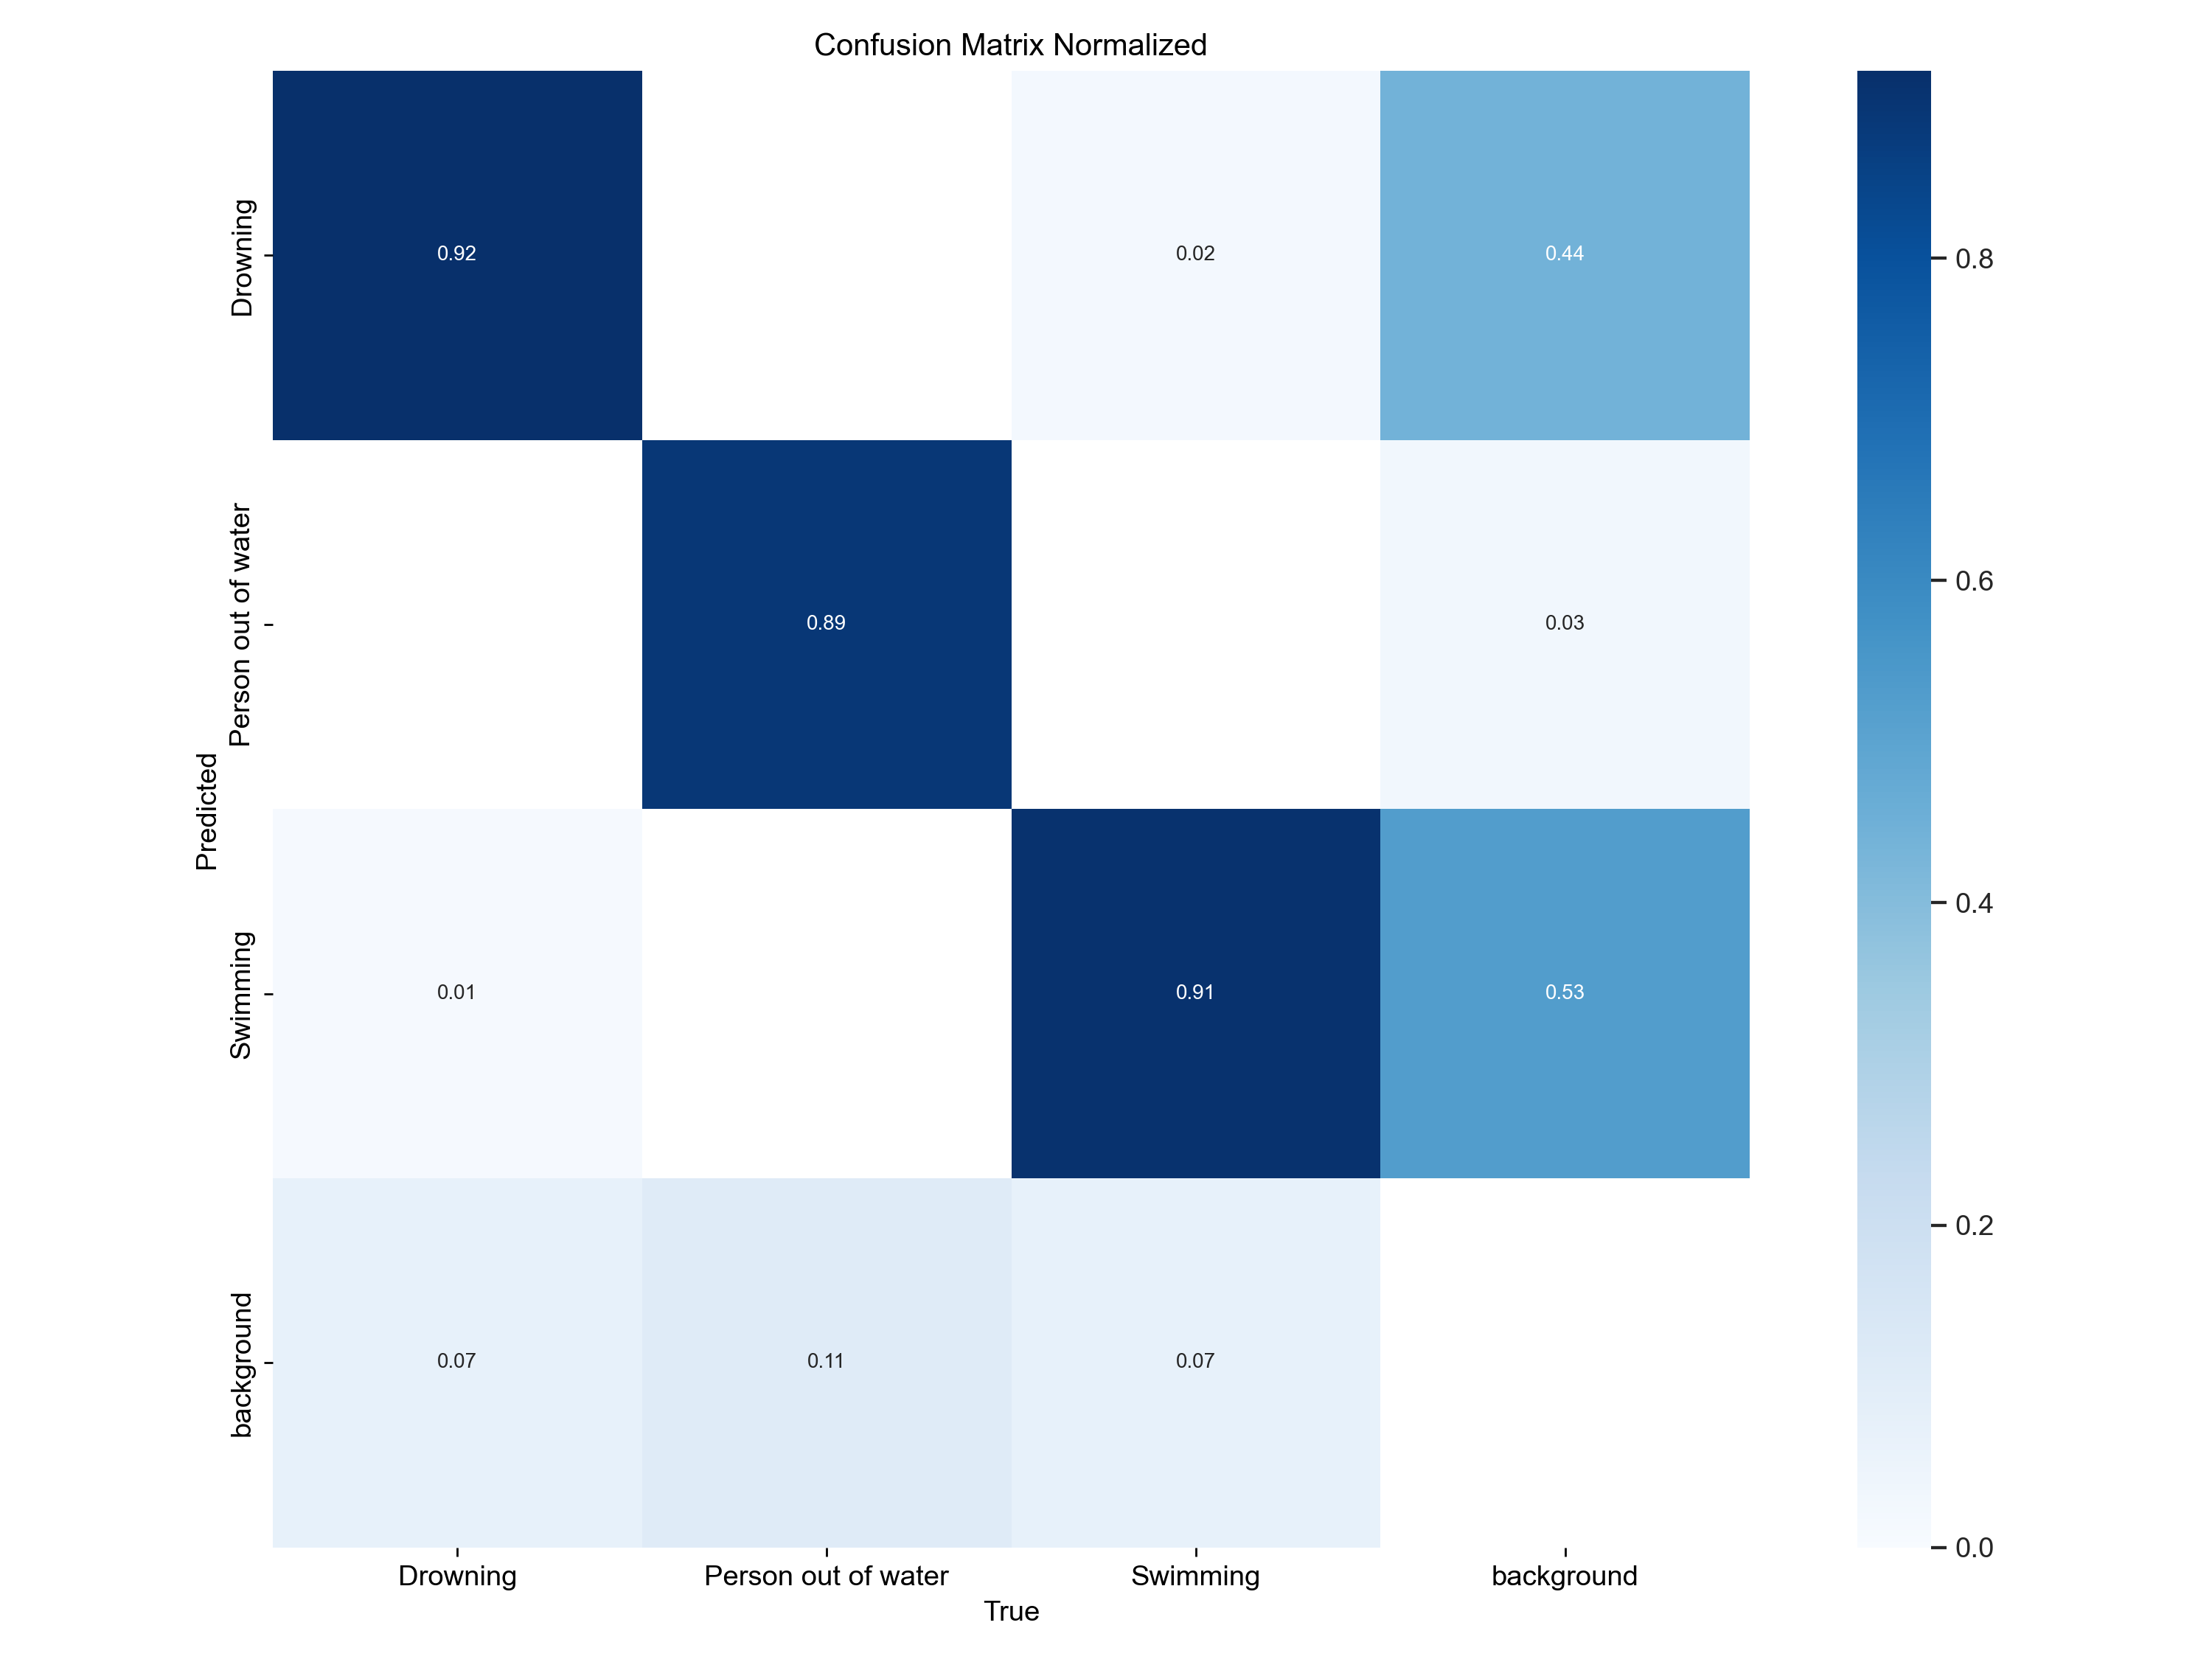 Confusion Matrix Normalized
Predicted
Drowning
0.92
0.02
0.44
Person out of water
0.89
0.03
Swimming
0.01
0.91
0.53
background
0.07
0.11
0.07
Drowning
Person out of water
Swimming
background
True
0.8
0.6
0.4
0.2
0.0